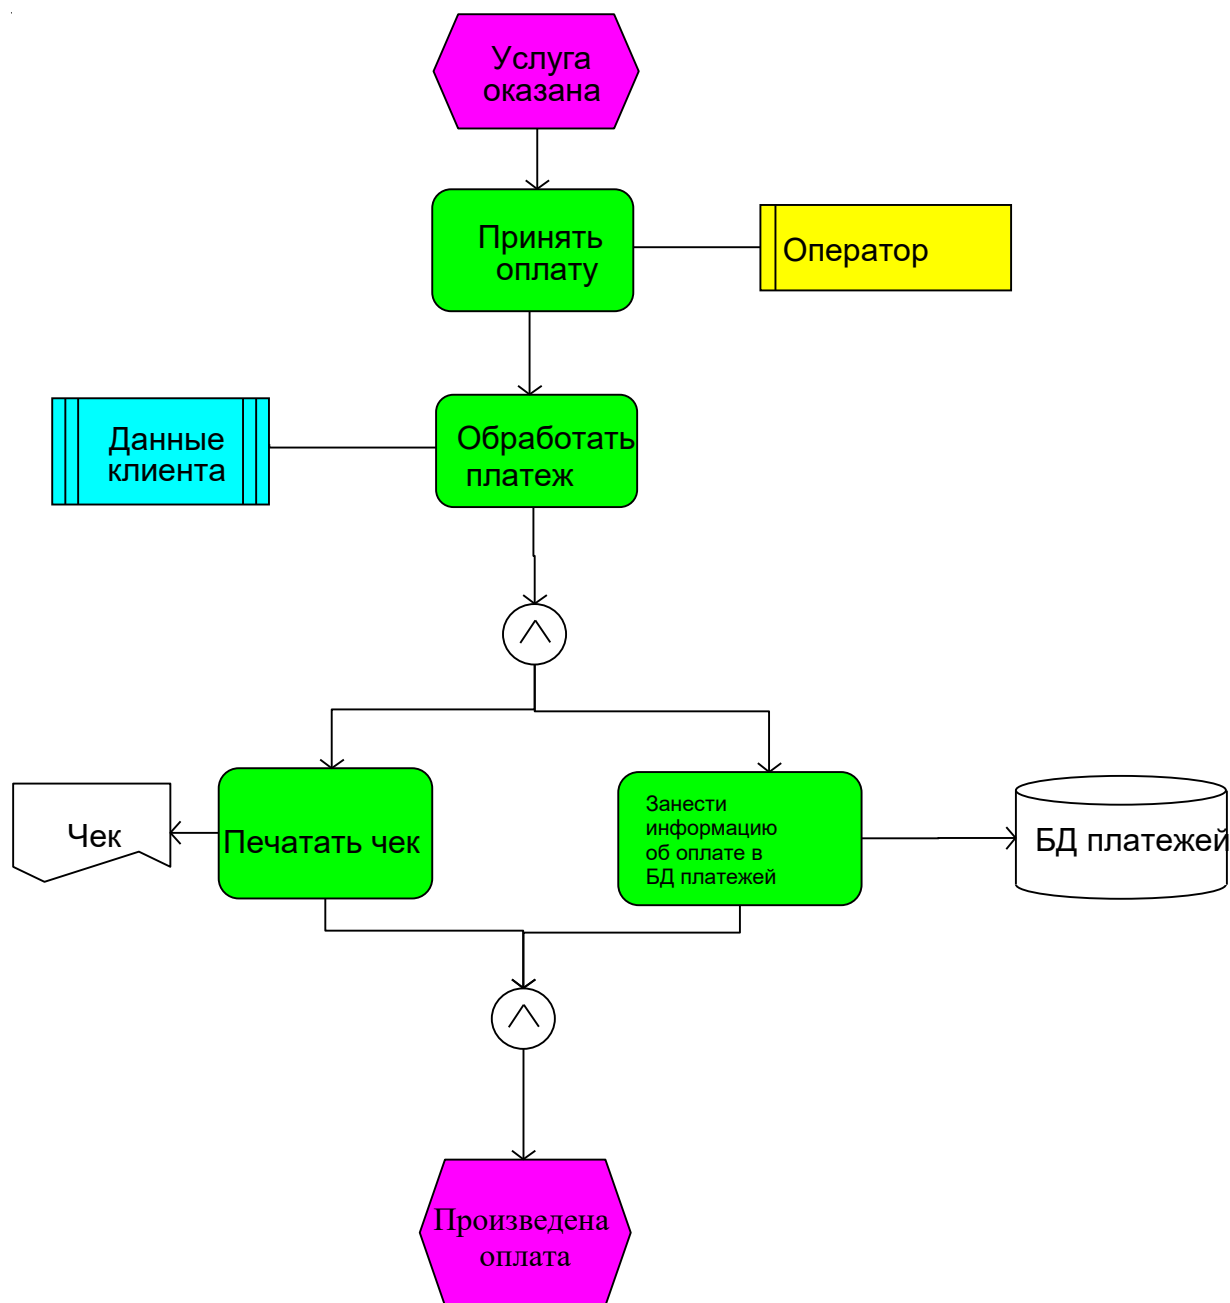 Услуга
оказана
Принять
оплату
Оператор
Данные
клиента
Обработать
платеж
Чек
Печатать чек
Занести
информацию
об оплате в
БД платежей
БД платежей
Произведена
оплата